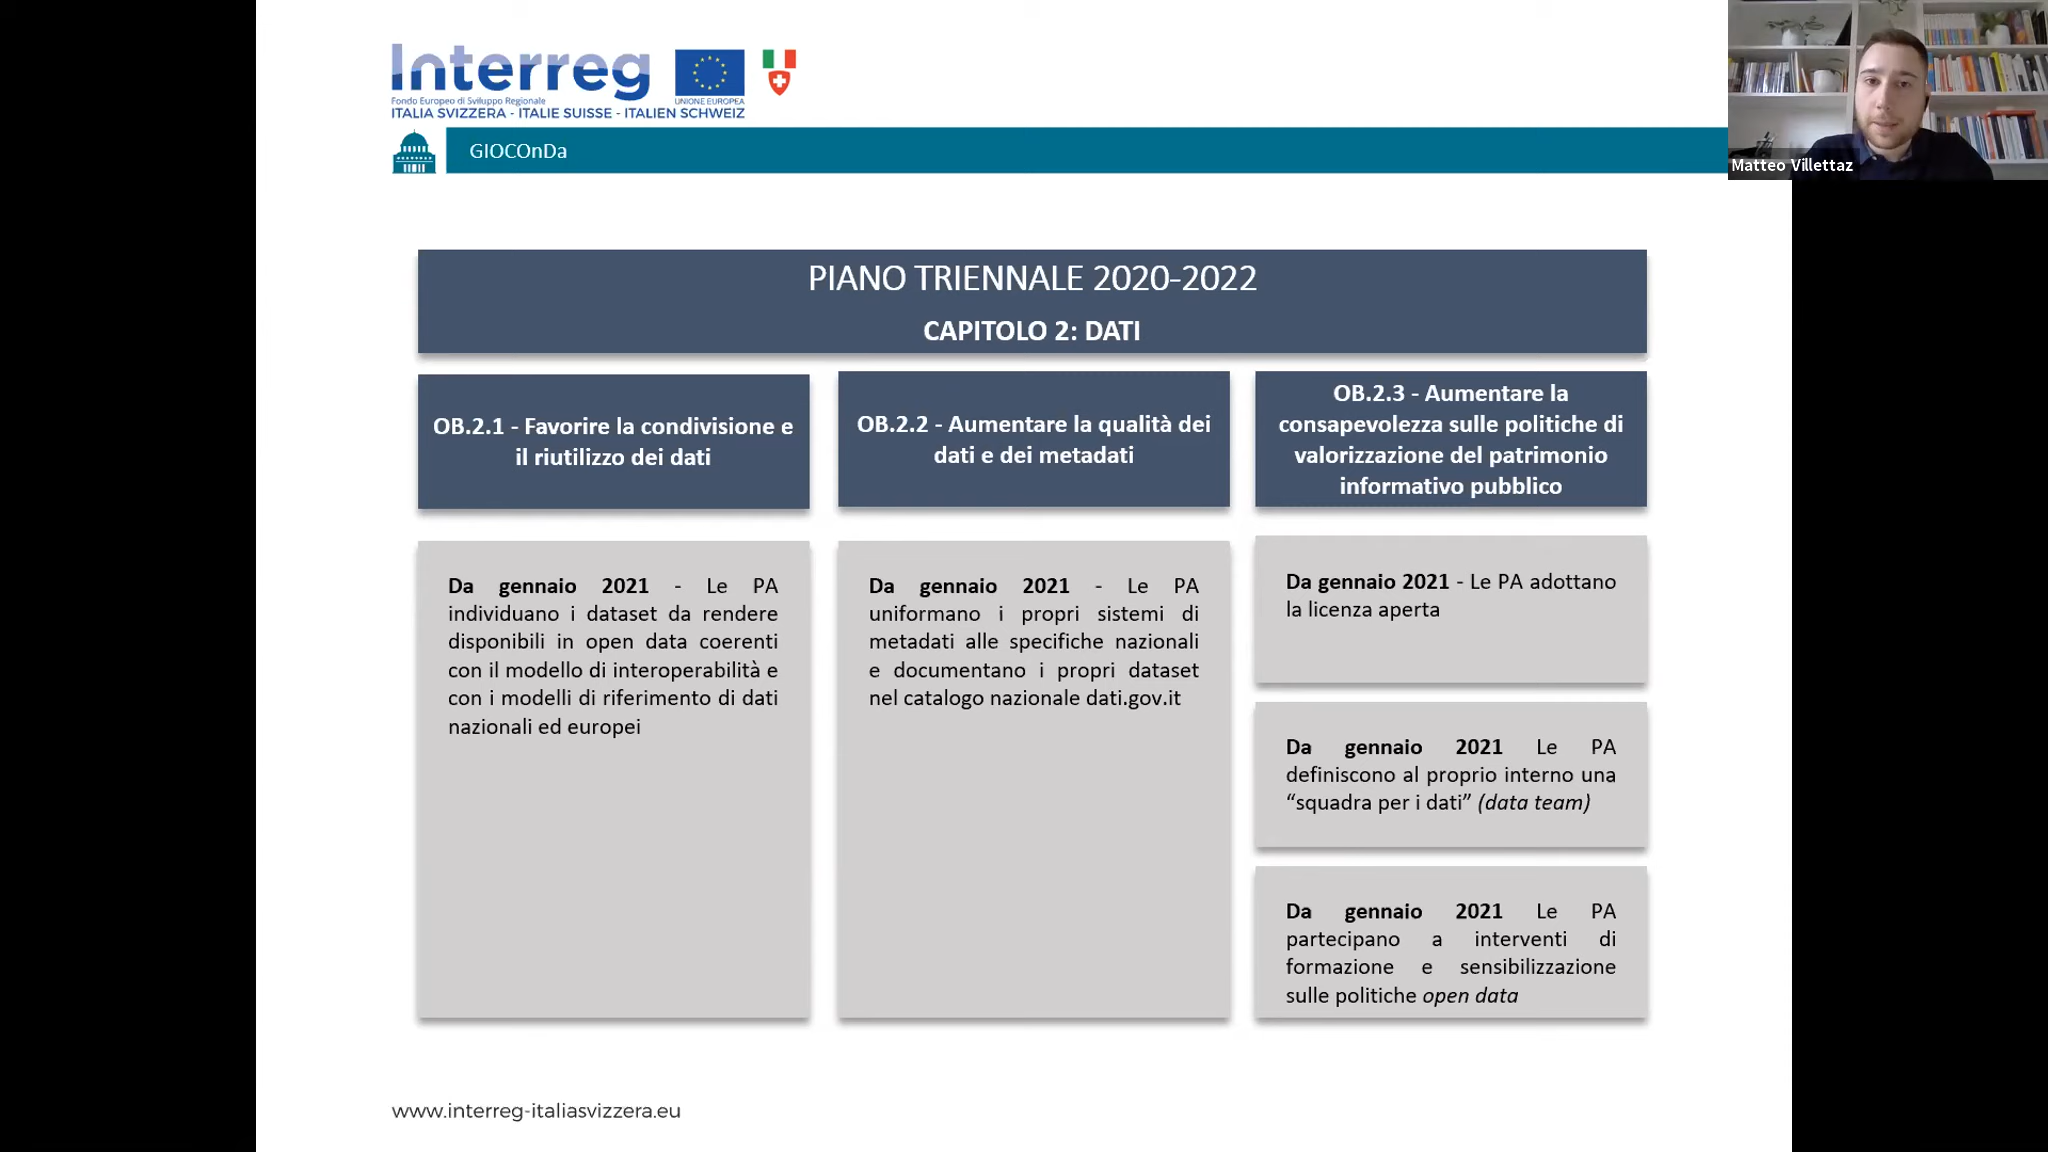 Interreg
Fondo Europeo di Sviluppo Regionale
UNIONE EUROPEA
ITALIA SVIZZERA - ITALIE SUISSE - ITALIEN SCHWEIZ
GIOCOnDa
Matteo Villettaz
PIANO TRIENNALE 2020-2022
CAPITOLO 2: DATI
OB.2.1 - Favorire la condivisione e
il riutilizzo dei dati
Da gennaio 2021 - Le PA
individuano i dataset da rendere
disponibili in open data coerenti
con il modello di interoperabilità e
con i modelli di riferimento di dati
nazionali ed europei
OB.2.2 - Aumentare la qualità dei
dati e dei metadati
Da gennaio 2021 - Le PA
uniformano i propri sistemi di
metadati alle specifiche nazionali
e documentano i propri dataset
nel catalogo nazionale dati.gov.it
OB.2.3 - Aumentare la
consapevolezza sulle politiche di
valorizzazione del patrimonio
informativo pubblico
Da gennaio 2021 - Le PA adottano
la licenza aperta
Da gennaio 2021 Le PA
definiscono al proprio interno una
“squadra per i dati” (data team)
Da gennaio 2021 Le PA
partecipano a interventi di
formazione e sensibilizzazione
sulle politiche open data
www.interreg-italiasvizzera.eu